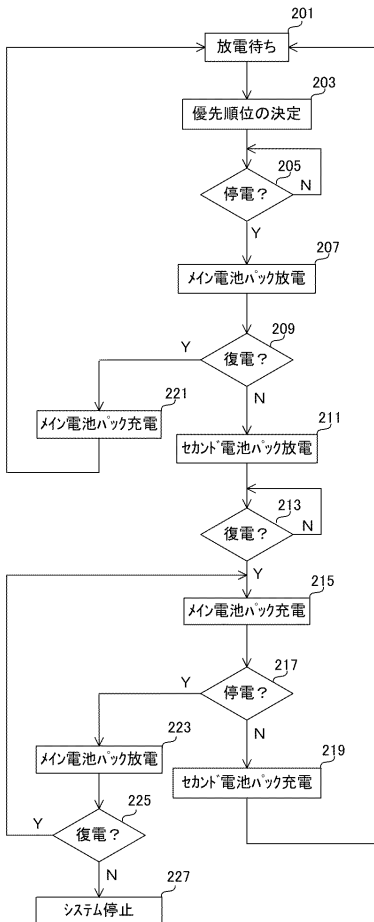 201
放電待ち
203
優先順位の決定
205
停電？
N
Y
207
メイン電池パック放電
209
Y
復電？
N
221
メイン電池パック充電
211
セカンド電池パック放電
213
復電？
N
Y
215
メイン電池パック充電
217
Y
停電？
N
223
メイン電池パック放電
219
セカンド電池パック充電
225
Y
復電？
N
227
システム停止